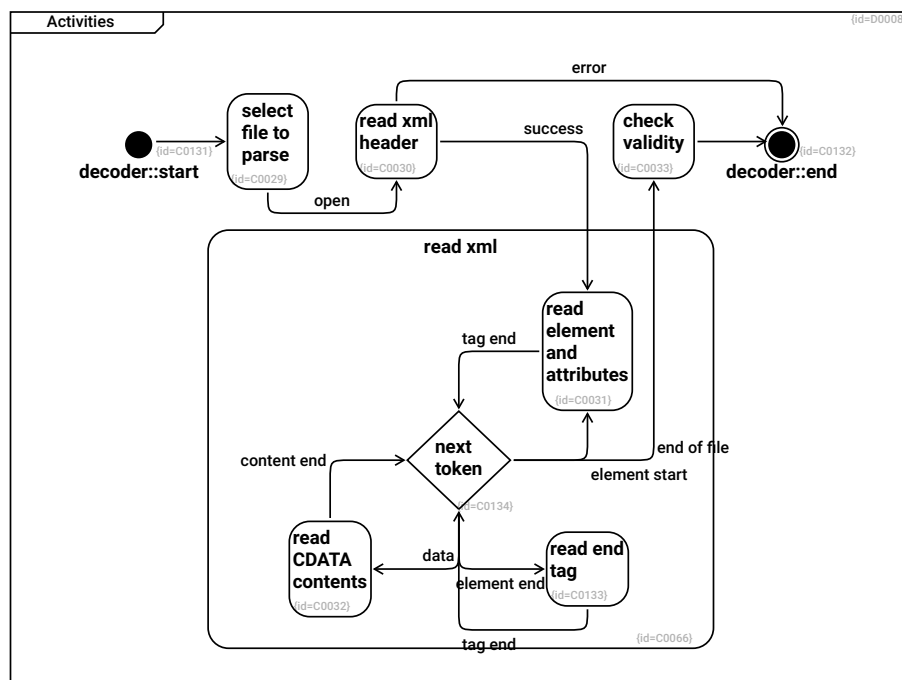 Activities
{id=D0008
error
select
file to
parse
{id=C0029}
read xml
header
{id=C0030}
success
check
validity
{id=C0033}
{id=C0131}
decoder::start
{id=C0132}
decoder::end
open
read xml
read
element
and
attributes
{id=C0031}
tag end
next
token
{id=C0134}
content end
end of file
element start
read
CDATA
contents
{id=C0032}
data
element end
read end
tag
{id=C0133}
tag end
{id=C0066}